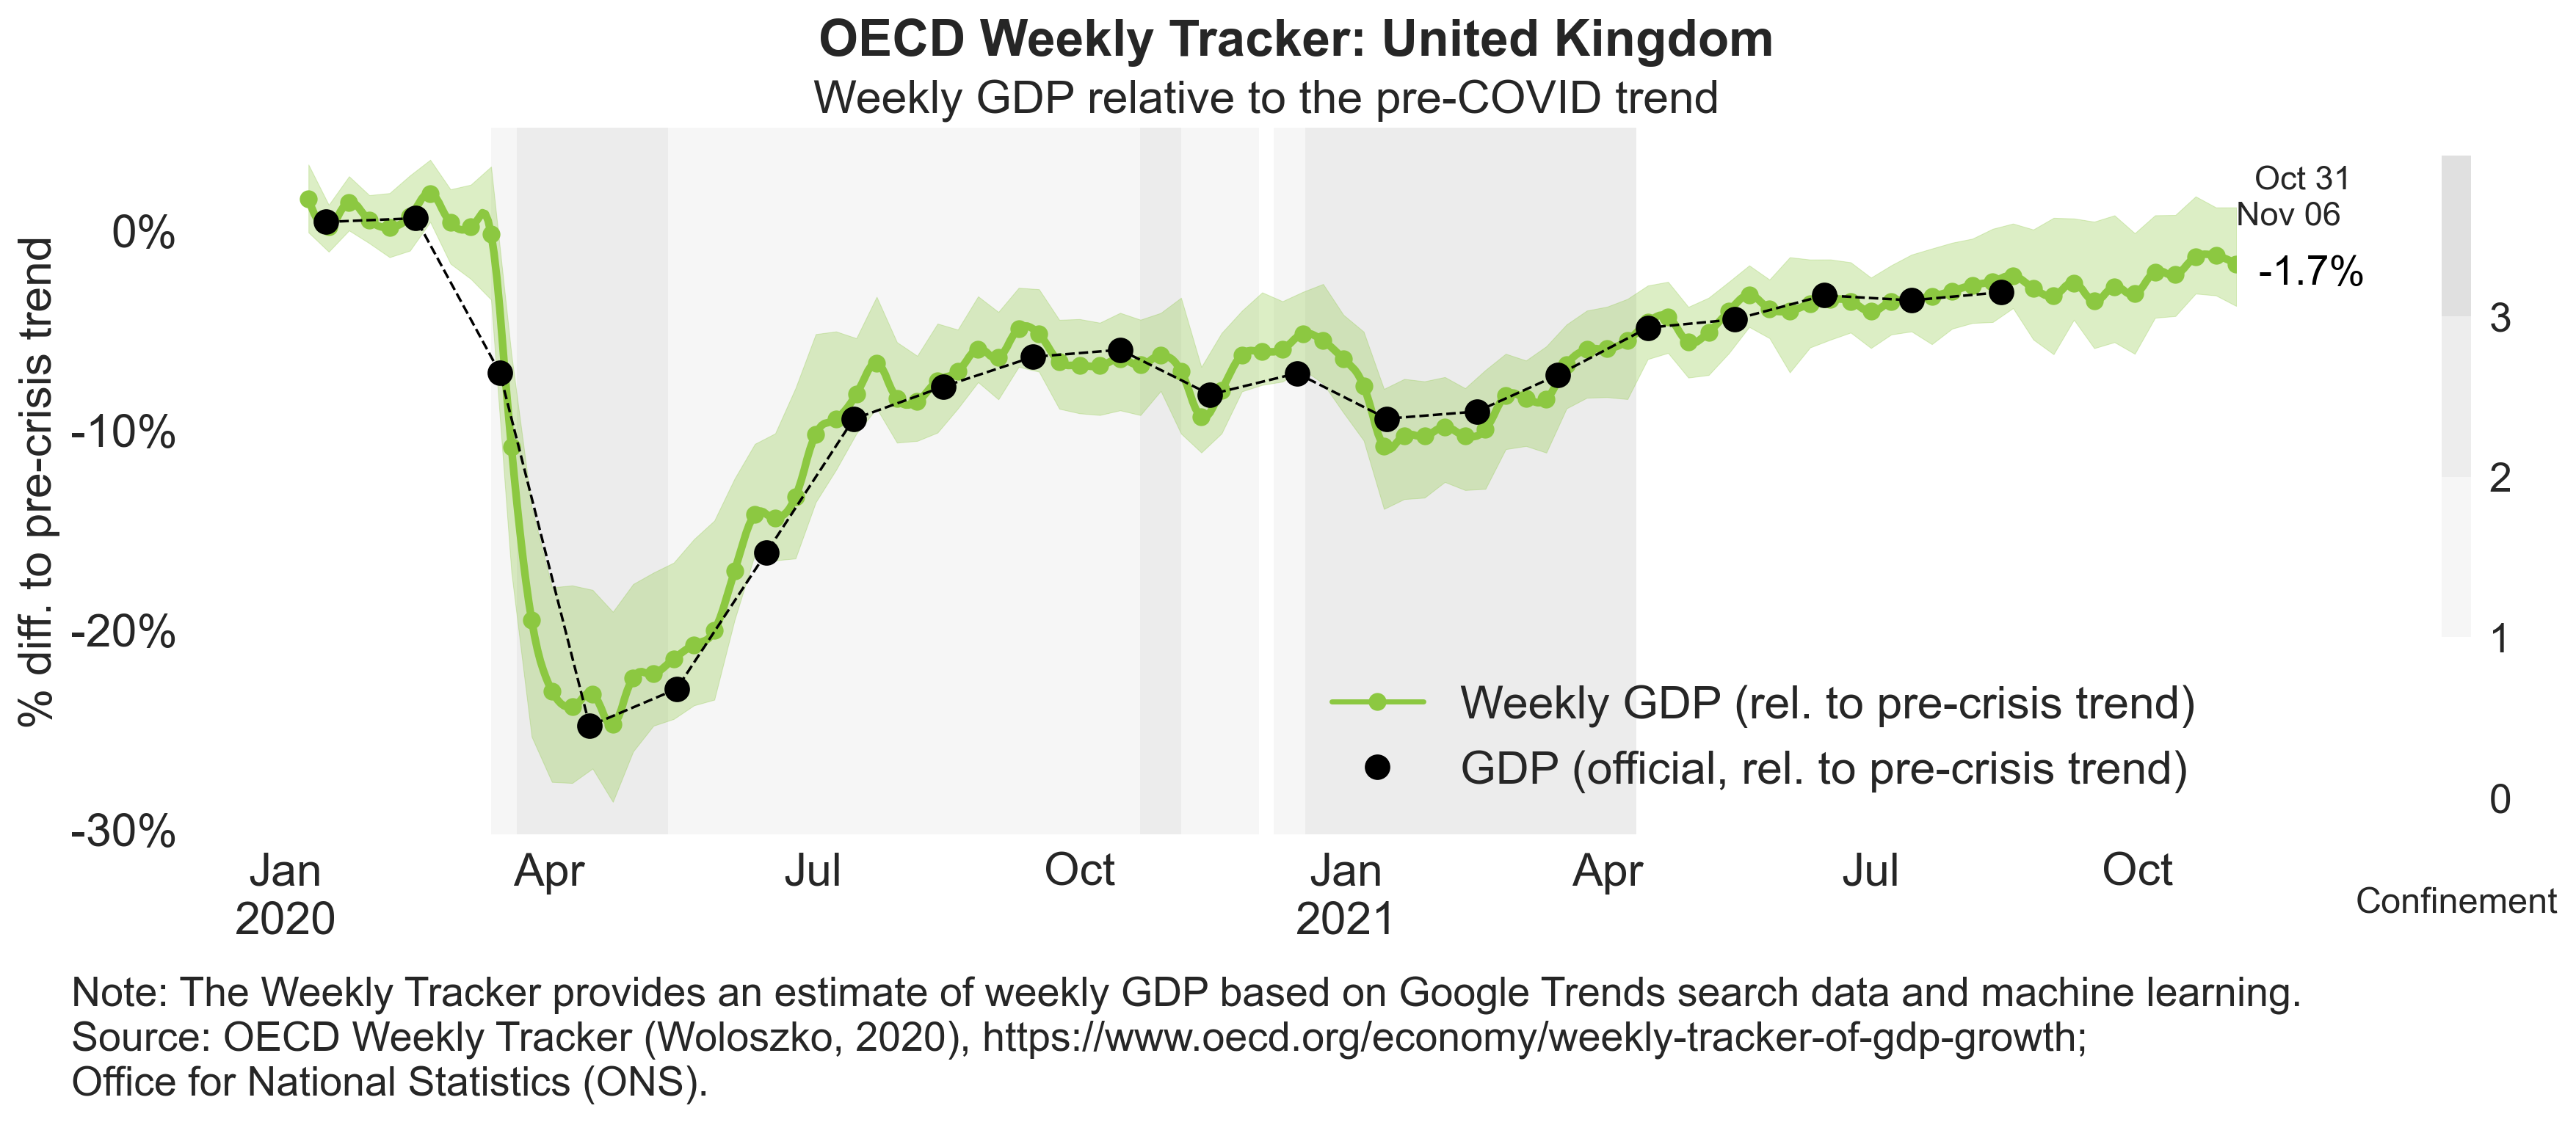 OECD Weekly Tracker: United Kingdom
Weekly GDP relative to the pre-COVID trend
% diff. to pre-crisis trend
0%
-10%
-20%
-30%
Oct 31
Nov 06
-1.7%
3
2
1
0
Confinement
Weekly GDP (rel. to pre-crisis trend)
GDP (official, rel. to pre-crisis trend)
Jan Apr Jul Oct Jan Apr Jul Oct
2020 2021
Note: The Weekly Tracker provides an estimate of weekly GDP based on Google Trends search data and machine learning.
Source: OECD Weekly Tracker (Woloszko, 2020), https://www.oecd.org/economy/weekly-tracker-of-gdp-growth;
Office for National Statistics (ONS).